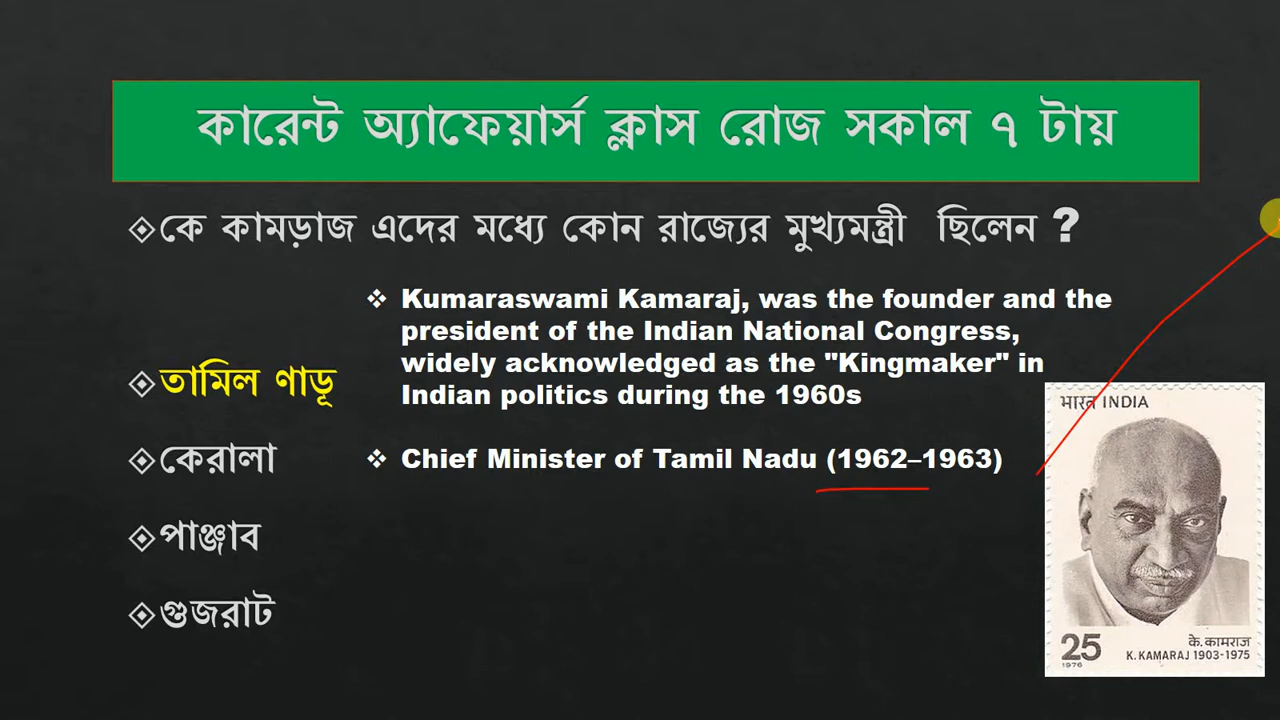 কারেন্ট অ্যাফেয়ার্স ক্লাস রোজ সকাল ৭ টায়
কে কামড়াজ এদের মধ্যে কোন রাজ্যের মুখ্যমন্ত্রী ছিলেন ?
Kumaraswami Kamaraj, was the founder and the
president of the Indian National Congress,
widely acknowledged as the "Kingmaker" in
Indian politics during the 1960s
Chief Minister of Tamil Nadu (1962–1963)
তামিল ণাডূ
কেরালা
পাঞ্জাব
গুজরাট
भारत INDIA
25
1976
के. कामराज
K. KAMARAJ 1903-1975